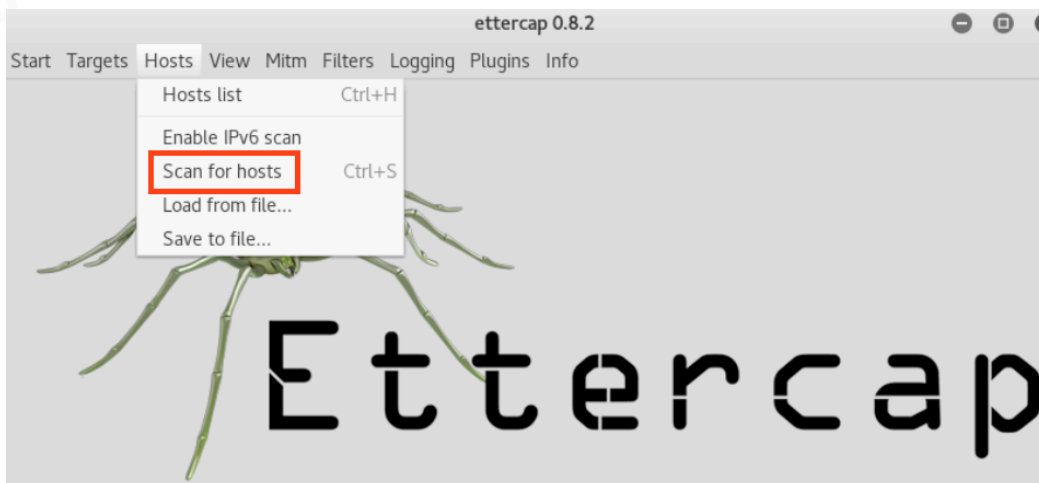 ettercap 0.8.2
Start Targets Hosts View Mitm Filters Logging Plugins Info
Hosts list Ctrl+H
Enable IPv6 scan
Scan for hosts Ctrl+S
Load from file...
Save to file...
Ettercap